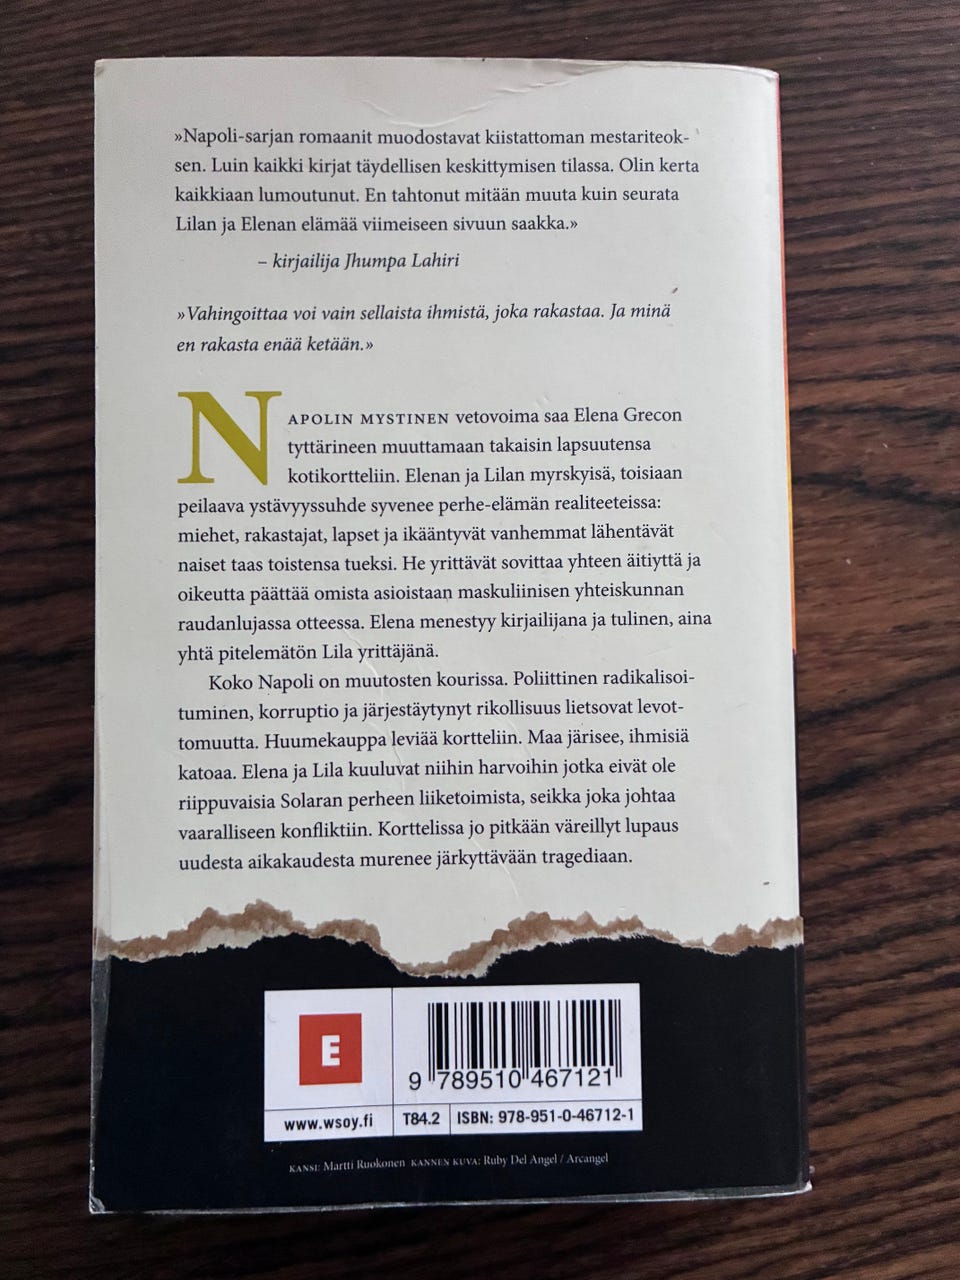 »Napoli-sarjan romaanit muodostavat kiistattoman mestariteok-
sen. Luin kaikki kirjat täydellisen keskittymisen tilassa. Olin kerta
kaikkiaan lumoutunut. En tahtonut mitään muuta kuin seurata
Lilan ja Elenan elämää viimeiseen sivuun saakka.»
– kirjailija Jhumpa Lahiri
»Vahingoittaa voi vain sellaista ihmistä, joka rakastaa. Ja minä
en rakasta enää ketään.»
NAPOLIN MYSTINEN vetovoima saa Elena Grecon
tyttärineen muuttamaan takaisin lapsuutensa
kotikortteliin. Elenan ja Lilan myrskyisä, toisiaan
peilaava ystävyyssuhde syvenee perhe-elämän realiteeteissa:
miehet, rakastajat, lapset ja ikääntyvät vanhemmat lähentävät
naiset taas toistensa tueksi. He yrittävät sovittaa yhteen äitiyttä ja
oikeutta päättää omista asioistaan maskuliinisen yhteiskunnan
raudanlujassa otteessa. Elena menestyy kirjailijana ja tulinen, aina
yhtä pitelemätön Lila yrittäjänä.
Koko Napoli on muutosten kourissa. Poliittinen radikalisoi-
tuminen, korruptio ja järjestäytynyt rikollisuus lietsovat levot-
tomuutta. Huumekauppa leviää kortteliin. Maa järisee, ihmisiä
katoaa. Elena ja Lila kuuluvat niihin harvoihin jotka eivät ole
riippuvaisia Solaran perheen liiketoimista, seikka joka johtaa
vaaralliseen konfliktiin. Korttelissa jo pitkään väreillyt lupaus
uudesta aikakaudesta murenee järkyttävään tragediaan.
E
9 789510 467121
www.wsoy.fi
T84.2
ISBN: 978-951-0-46712-1
KANSI: Martti Ruokonen KANNEN KUVA: Ruby Del Angel / Arcangel